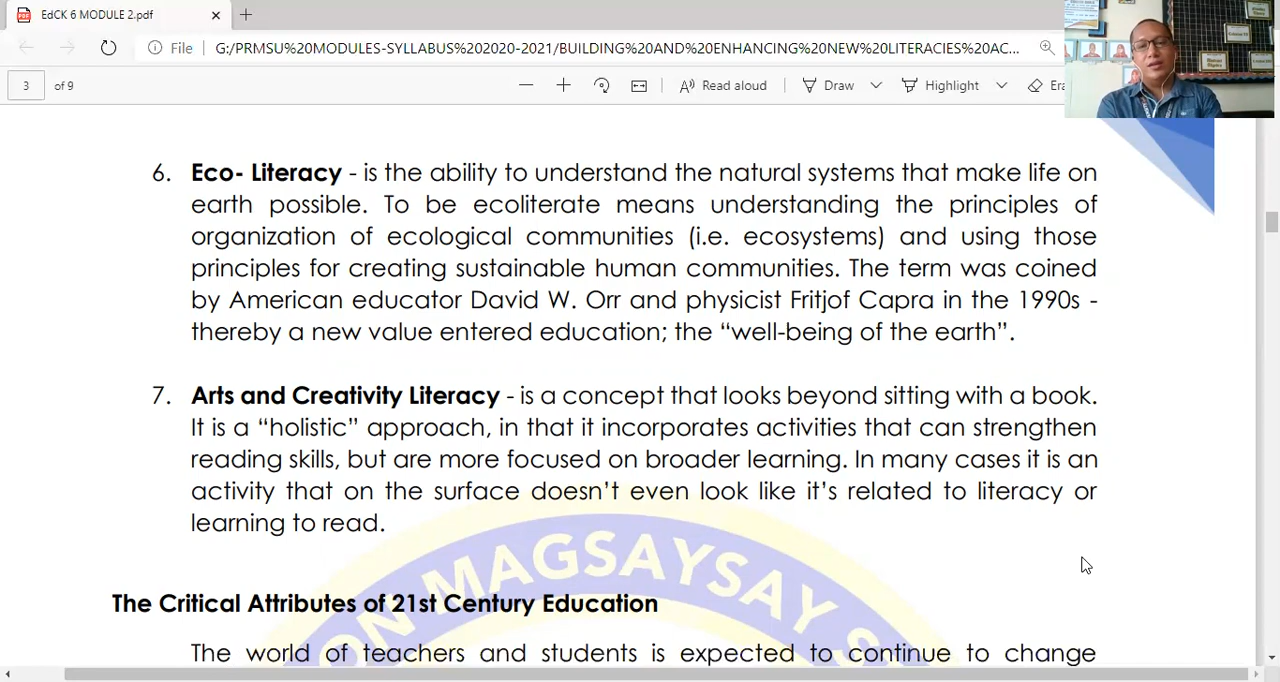 EdCK 6 MODULE 2.pdf
File G:/PRMSU%20MODULES-SYLLABUS%202020-2021/BUILDING%20AND%20ENHANCING%20NEW%20LITERACIES%20AC...
3 of 9 Read aloud Draw Highlight Era
6. Eco- Literacy - is the ability to understand the natural systems that make life on
earth possible. To be ecoliterate means understanding the principles of
organization of ecological communities (i.e. ecosystems) and using those
principles for creating sustainable human communities. The term was coined
by American educator David W. Orr and physicist Fritjof Capra in the 1990s -
thereby a new value entered education; the “well-being of the earth”.
7. Arts and Creativity Literacy - is a concept that looks beyond sitting with a book.
It is a “holistic” approach, in that it incorporates activities that can strengthen
reading skills, but are more focused on broader learning. In many cases it is an
activity that on the surface doesn’t even look like it’s related to literacy or
learning to read.
ON MAGSAYSAY S
The Critical Attributes of 21st Century Education
The world of teachers and students is expected to continue to change